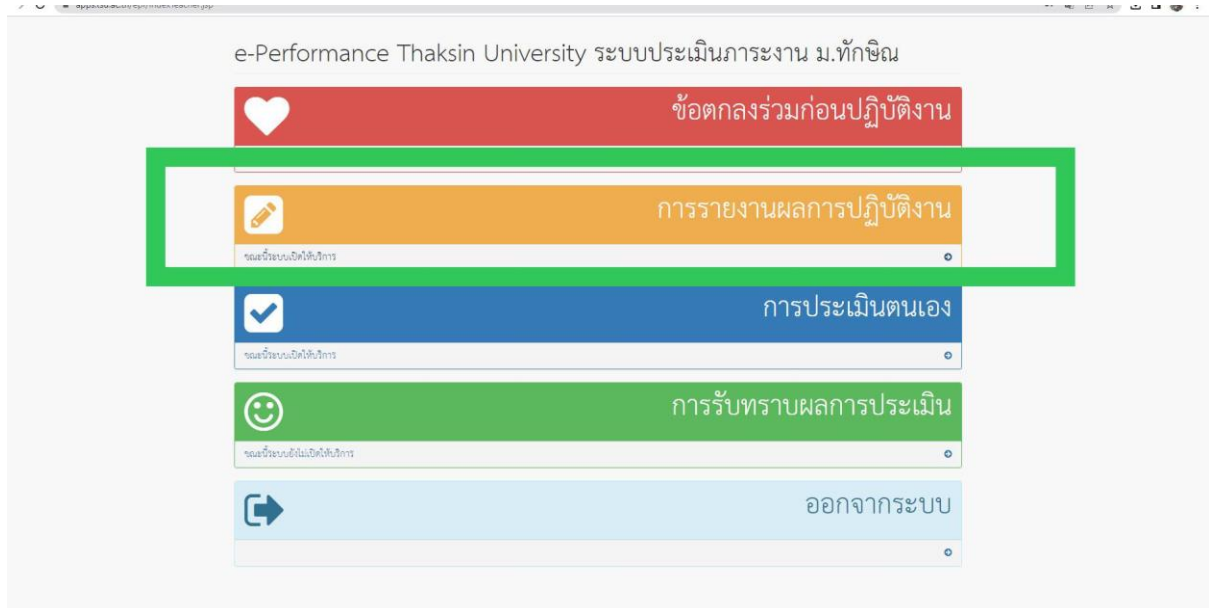 e-Performance Thaksin University ระบบประเมินภาระงาน ม.ทักษิณ
ข้อตกลงร่วมก่อนปฏิบัติงาน
การรายงานผลการปฏิบัติงาน
ขณะนี้ระบบเปิดให้บริการ
การประเมินตนเอง
ขณะนี้ระบบเปิดให้บริการ
การรับทราบผลการประเมิน
ขณะนี้ระบบยังไม่เปิดให้บริการ
ออกจากระบบ